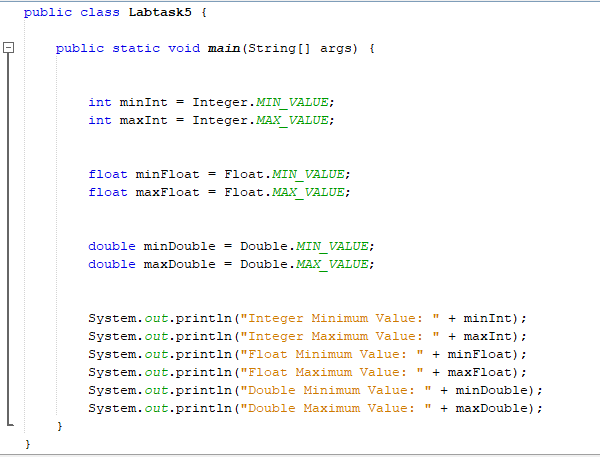 public class Labtask5 {
public static void main(String[] args) {
int minInt = Integer.MIN_VALUE;
int maxInt = Integer.MAX_VALUE;
float minFloat = Float.MIN_VALUE;
float maxFloat = Float.MAX_VALUE;
double minDouble = Double.MIN_VALUE;
double maxDouble = Double.MAX_VALUE;
System.out.println("Integer Minimum Value: " + minInt);
System.out.println("Integer Maximum Value: " + maxInt);
System.out.println("Float Minimum Value: " + minFloat);
System.out.println("Float Maximum Value: " + maxFloat);
System.out.println("Double Minimum Value: " + minDouble);
System.out.println("Double Maximum Value: " + maxDouble);
}
}